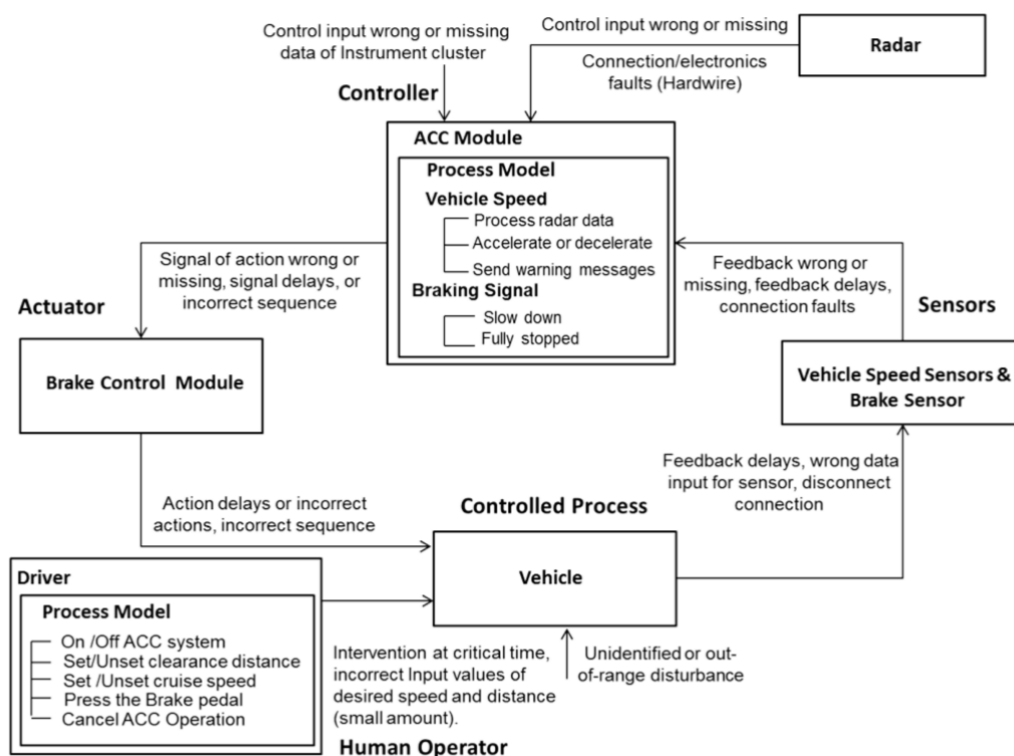 Control input wrong or missing
data of Instrument cluster
Control input wrong or missing
Radar
Connection/electronics
faults (Hardwire)
Controller
ACC Module
Process Model
Vehicle Speed
Process radar data
Accelerate or decelerate
Send warning messages
Braking Signal
Slow down
Fully stopped
Signal of action wrong or
missing, signal delays, or
incorrect sequence
Actuator
Brake Control Module
Feedback wrong or
missing, feedback delays,
connection faults
Sensors
Vehicle Speed Sensors &
Brake Sensor
Feedback delays, wrong data
input for sensor, disconnect
connection
Action delays or incorrect
actions, incorrect sequence
Controlled Process
Vehicle
Driver
Process Model
On /Off ACC system
Set/Unset clearance distance
Set /Unset cruise speed
Press the Brake pedal
Cancel ACC Operation
Intervention at critical time,
incorrect Input values of
desired speed and distance
(small amount).
Unidentified or out-
of-range disturbance
Human Operator